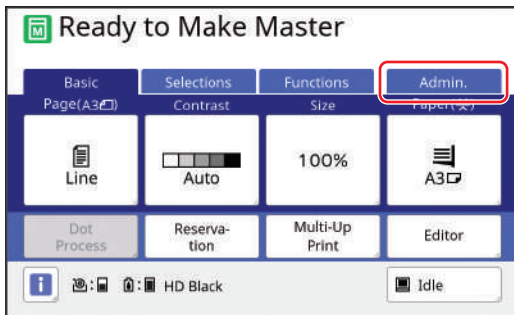 M Ready to Make Master
Basic Selections Functions Admin.
Page(A3) Contrast Size Paper( )
Line Auto 100% A3
Dot Process Reserva-tion Multi-Up Print Editor
i : : HD Black Idle